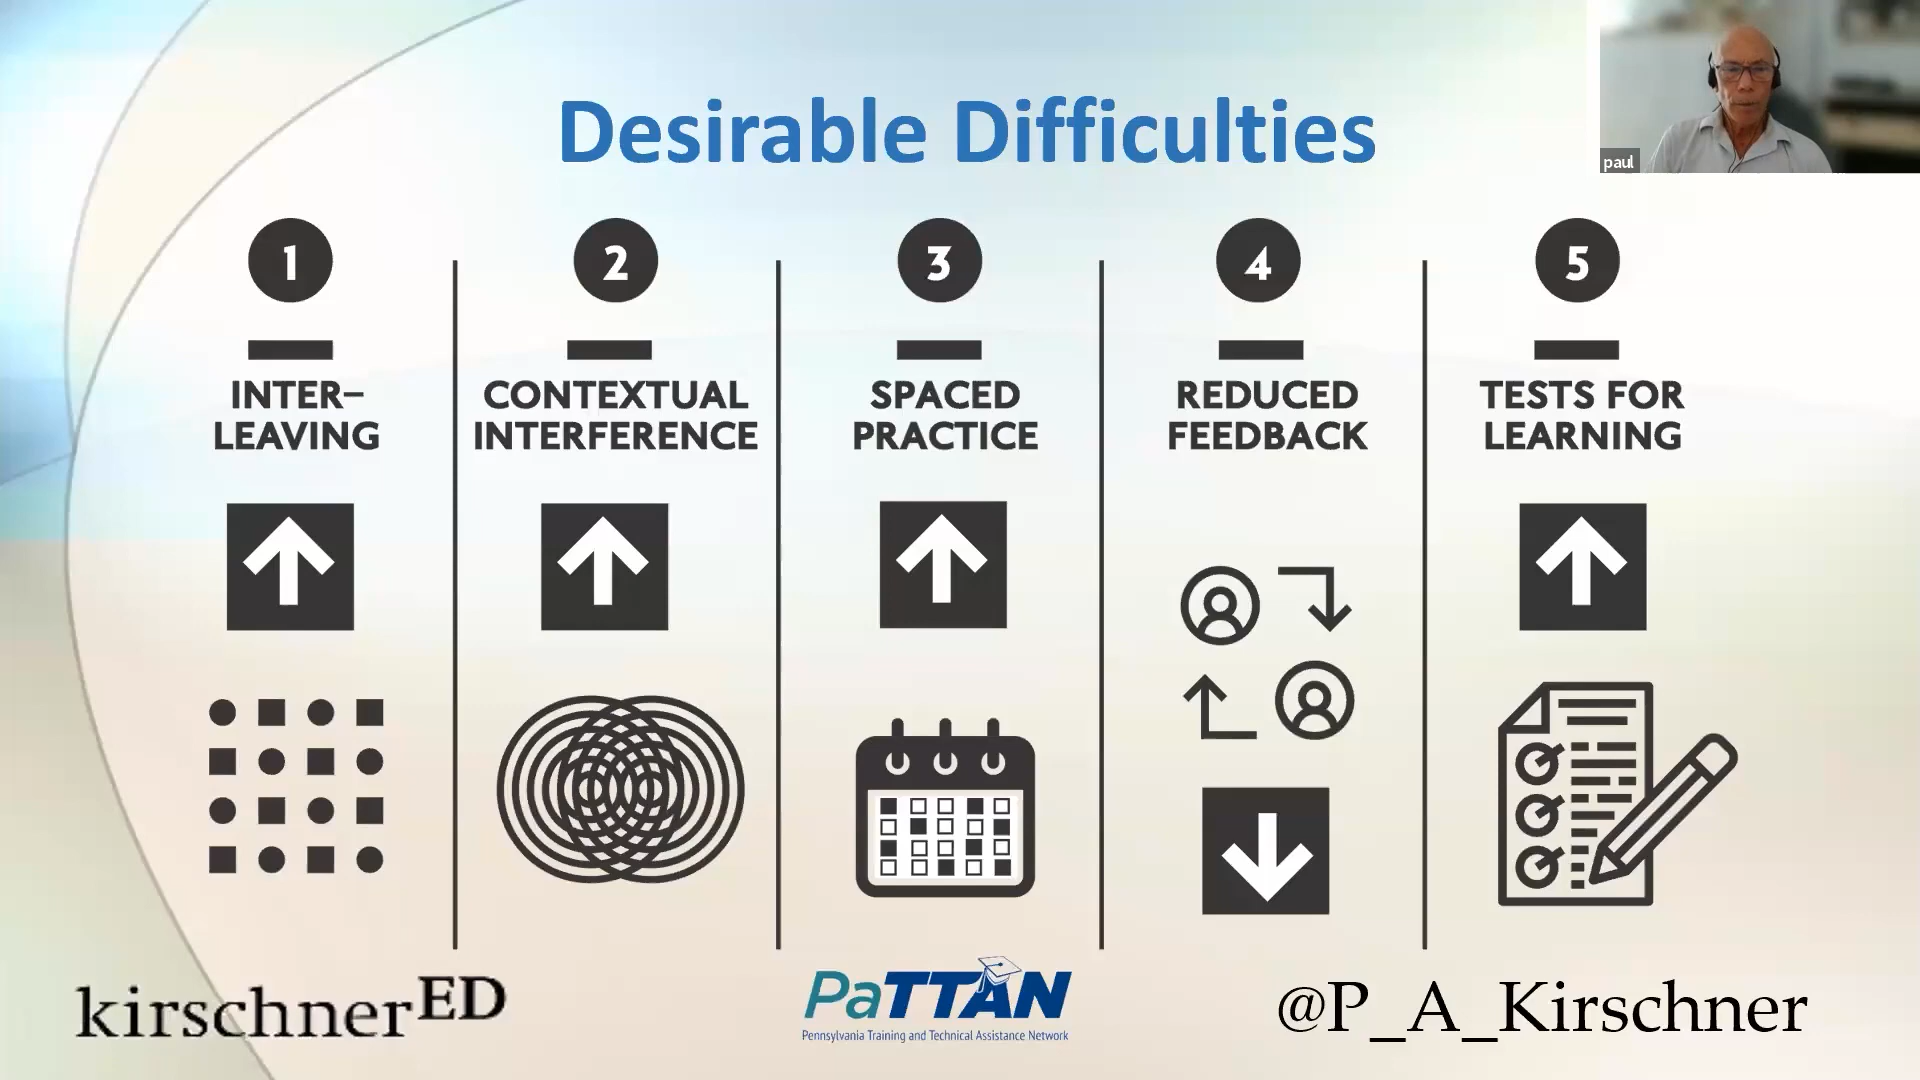 Desirable Difficulties
paul
1
2
3
4
5
INTER–
LEAVING
CONTEXTUAL
INTERFERENCE
SPACED
PRACTICE
REDUCED
FEEDBACK
TESTS FOR
LEARNING
kirschnerED
PaTTAN
Pennsylvania Training and Technical Assistance Network
@P_A_Kirschner